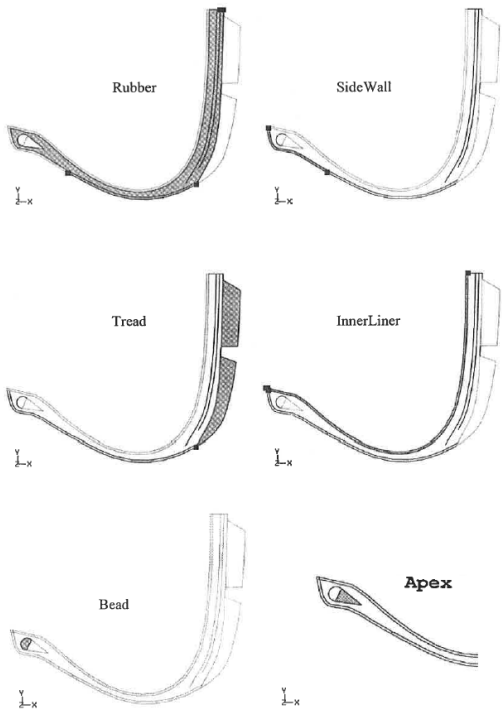 Rubber
SideWall
Y
Z X
Y
Z X
Tread
InnerLiner
Y
Z X
Y
Z X
Bead
Apex
Y
Z X
Y
Z X